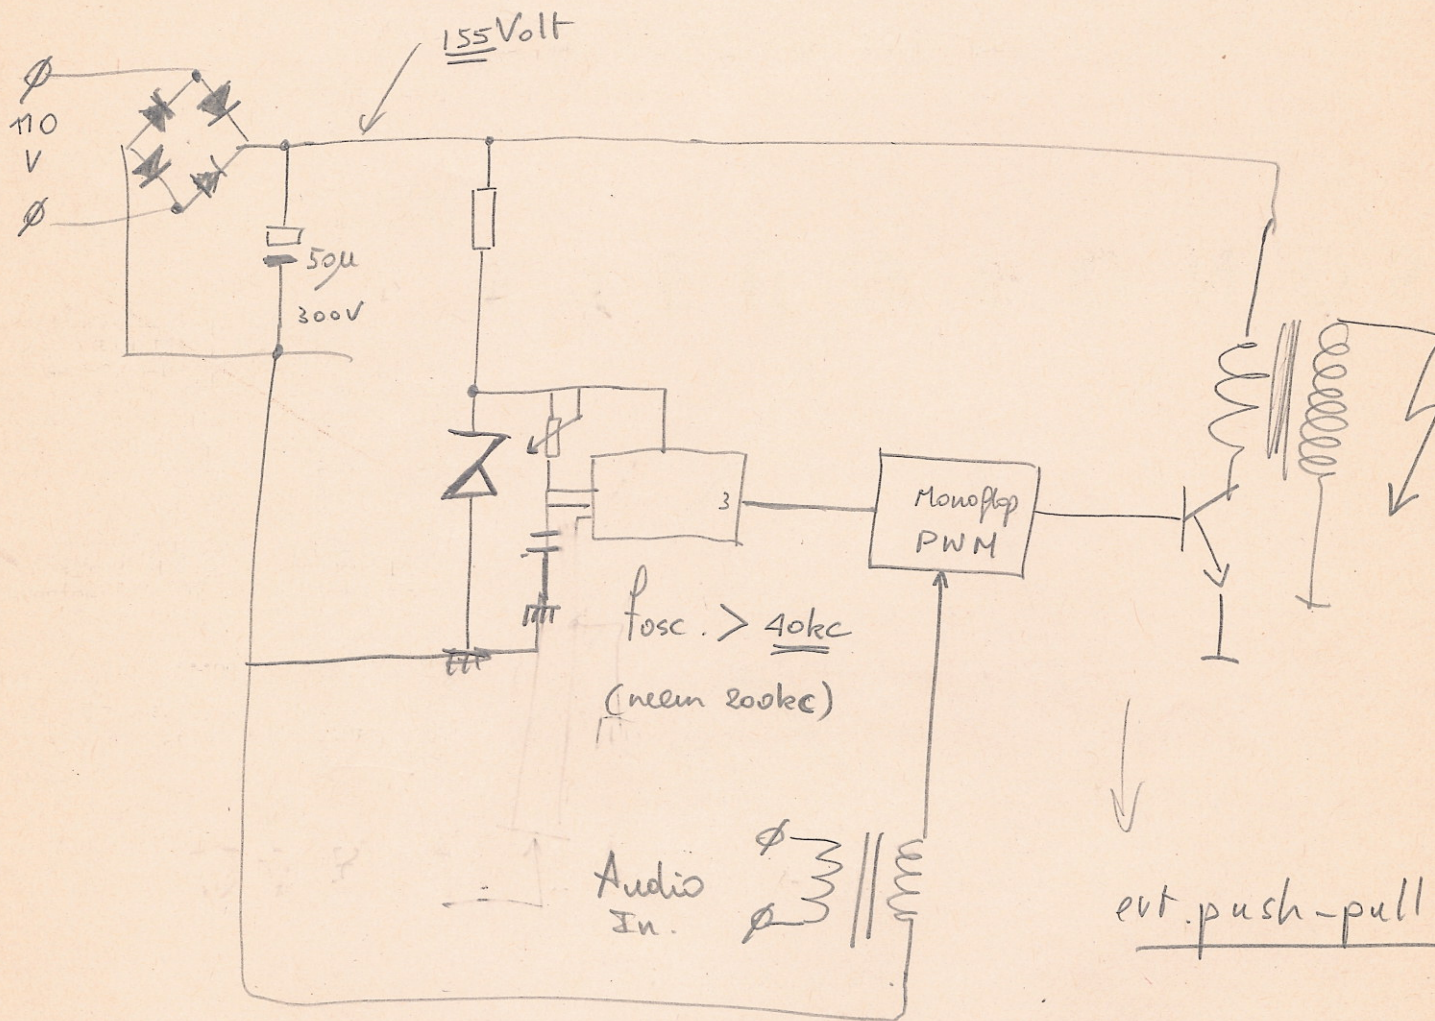 155 Volt
110
V
50µ
300V
3
Monoflop
PWM
fosc. > 40kc
(neem 200kc)
Audio
In.
evt. push-pull